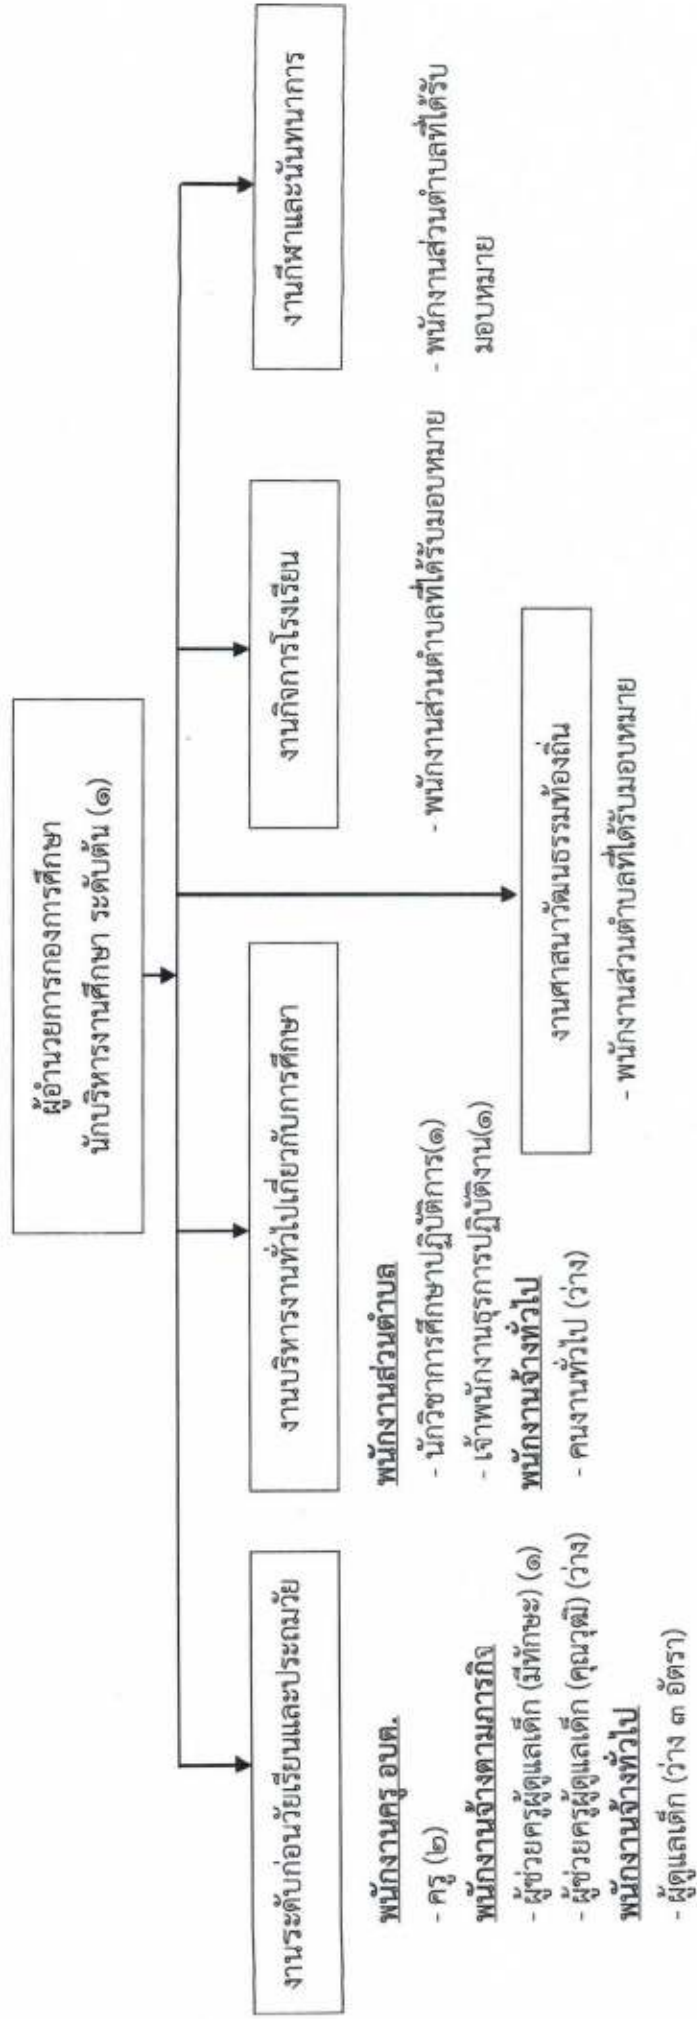 ผู้อำนวยการกองการศึกษา
นักบริหารงานศึกษา ระดับต้น (๑)
งานระดับก่อนวัยเรียนและประถมวัย
พนักงานครู อบต.
- ครู (๒)
พนักงานจ้างตามภารกิจ
- ผู้ช่วยครูผู้ดูแลเด็ก (มีทักษะ) (๑)
- ผู้ช่วยครูผู้ดูแลเด็ก (คุณวุฒิ) (ว่าง)
พนักงานจ้างทั่วไป
- ผู้ดูแลเด็ก (ว่าง ๓ อัตรา)
งานบริหารงานทั่วไปเกี่ยวกับการศึกษา
พนักงานส่วนตำบล
- นักวิชาการศึกษาปฏิบัติการ(๑)
- เจ้าพนักงานธุรการปฏิบัติงาน(๑)
พนักงานจ้างทั่วไป
- คนงานทั่วไป (ว่าง)
งานกิจการโรงเรียน
- พนักงานส่วนตำบลที่ได้รับมอบหมาย
งานกีฬาและนันทนาการ
- พนักงานส่วนตำบลที่ได้รับ
มอบหมาย
งานศาสนาวัฒนธรรมท้องถิ่น
- พนักงานส่วนตำบลที่ได้รับมอบหมาย